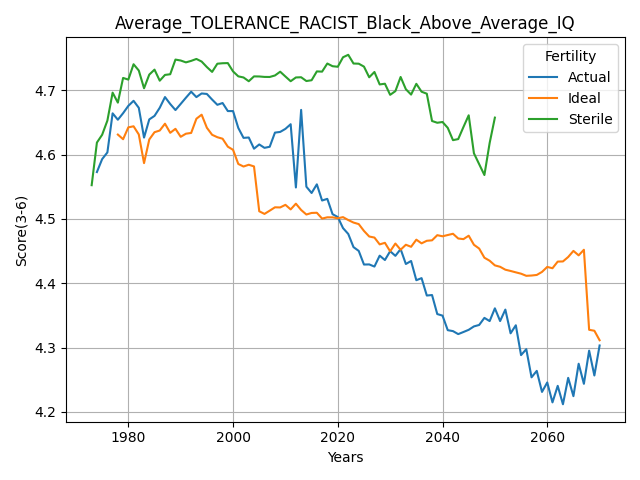 Average_TOLERANCE_RACIST_Black_Above_Average_IQ
Fertility
Actual
Ideal
Sterile
Score(3-6)
4.7
4.6
4.5
4.4
4.3
4.2
1980
2000
2020
2040
2060
Years